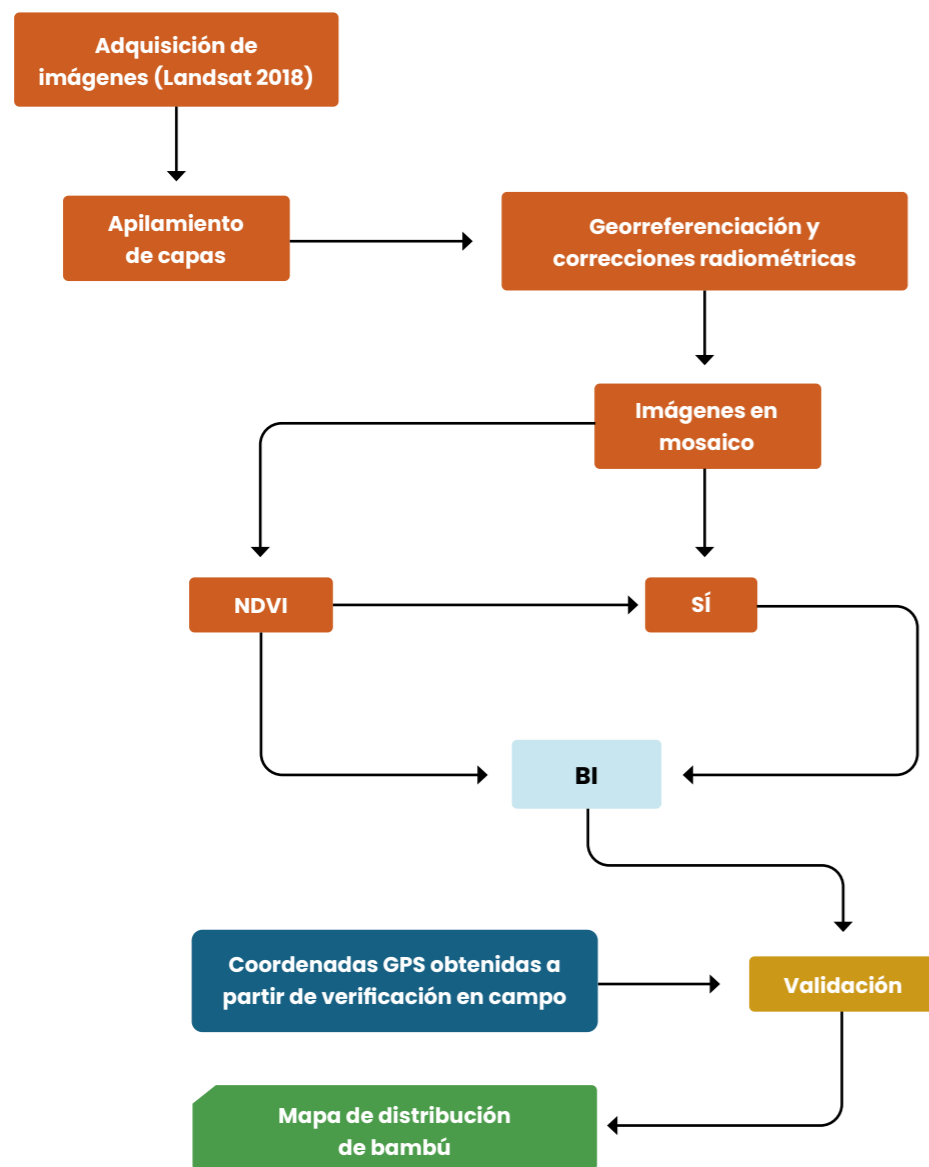 Adquisición de
imágenes (Landsat 2018)
Apilamiento
de capas
Georreferenciación y
correcciones radiométricas
Imágenes en
mosaico
NDVI
SÍ
BI
Coordenadas GPS obtenidas a
partir de verificación en campo
Validación
Mapa de distribución
de bambú